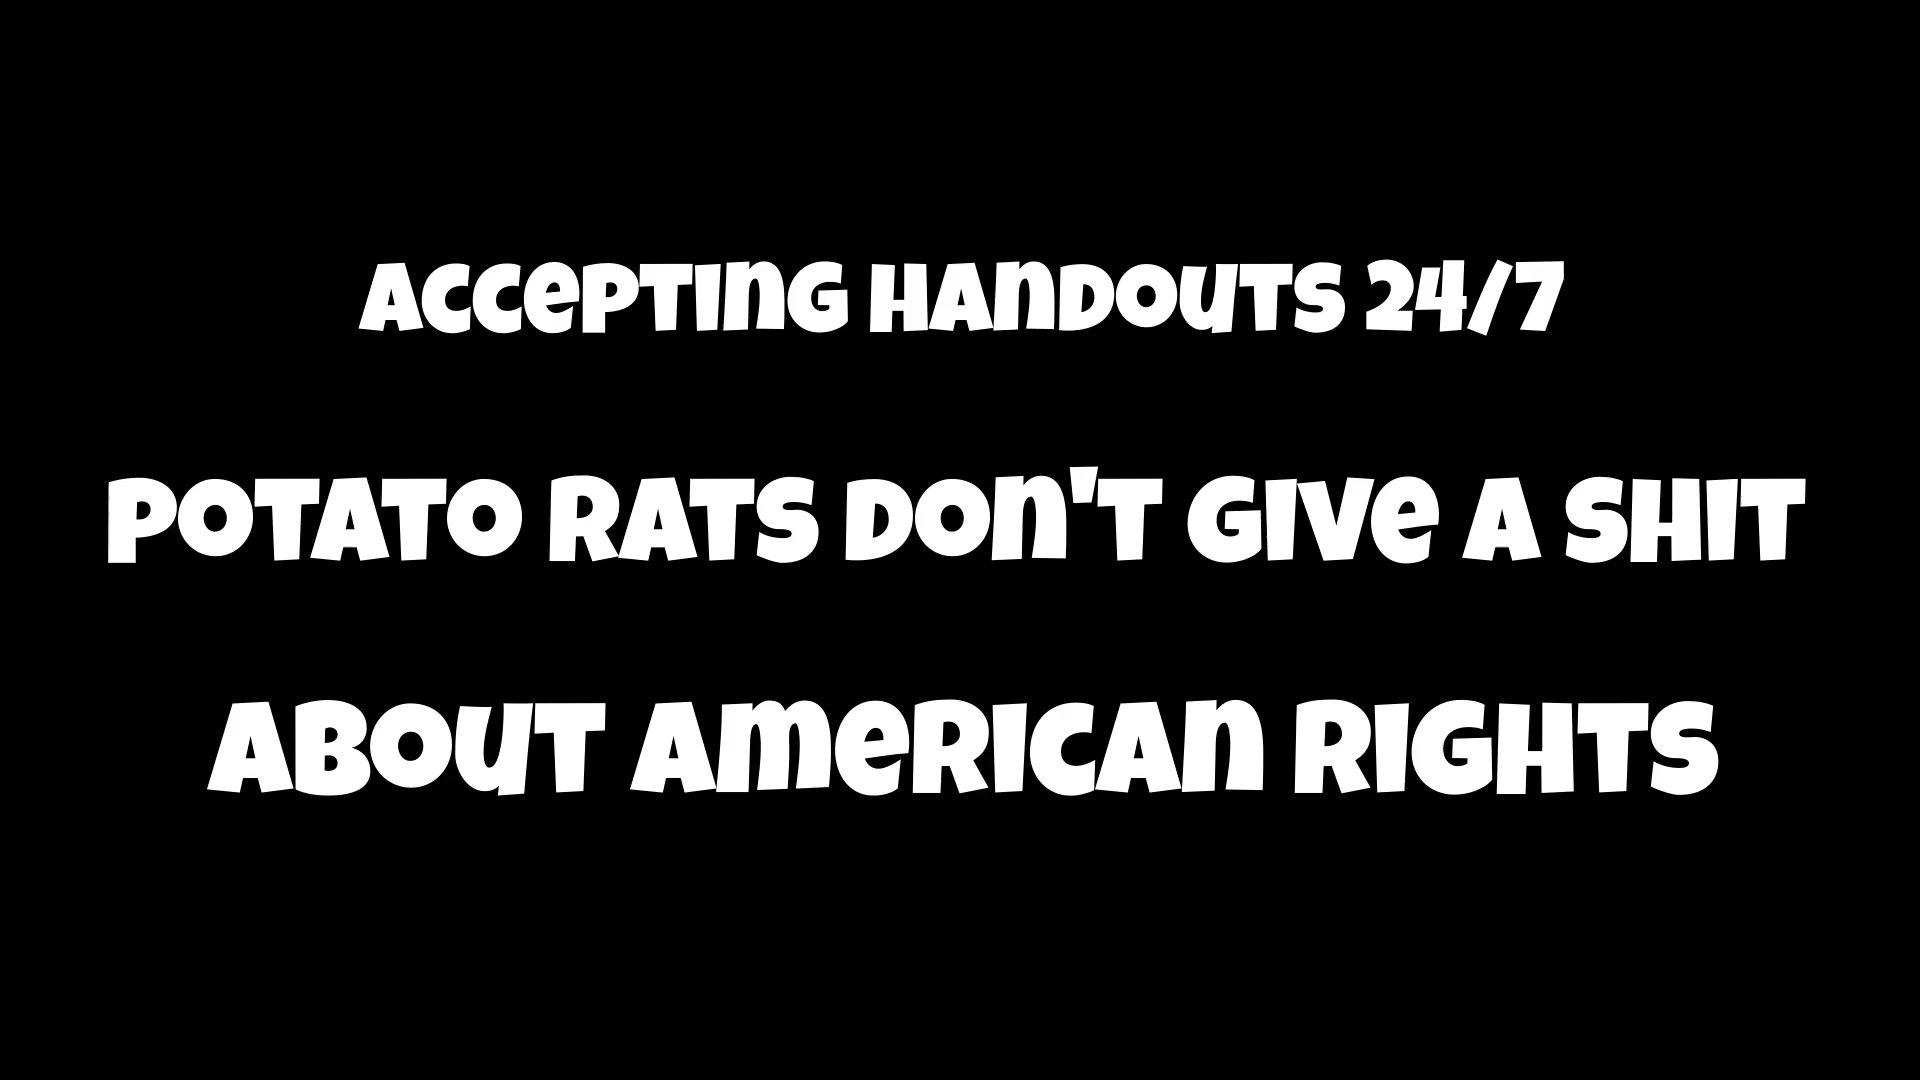 ACCEPTING HANDOUTS 24/7
POTATO RATS DON'T GIVE A SHIT
ABOUT AMERICAN RIGHTS